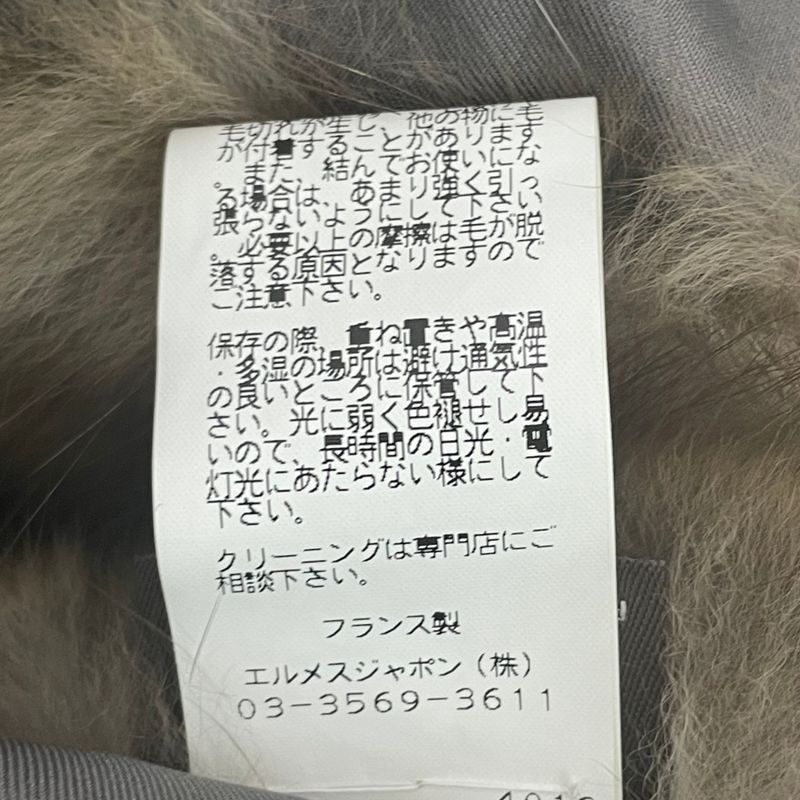 毛切れが生じ、他の物に毛
が付着することがあります
。また、結んでお使いにな
る場合は、あまり強く引っ
張らないようにして下さい
。必要以上の摩擦は毛が脱
落する原因となりますので
ご注意下さい。
保存の際、重ね置きや高温
・多湿の場所は避け通気性
の良いところに保管して下
さい。光に弱く色褪せし易
いので、長時間の日光・電
灯光にあたらない様にして
下さい。
クリーニングは専門店にご
相談下さい。
フランス製
エルメスジャポン（株）
03-3569-3611